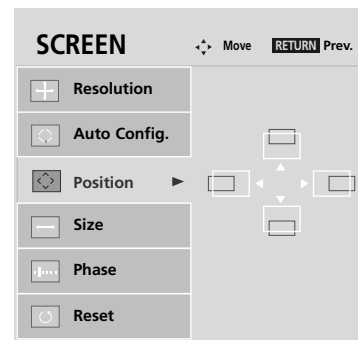 SCREEN Move RETURN Prev.
Resolution
Auto Config.
Position
Size
Phase
Reset